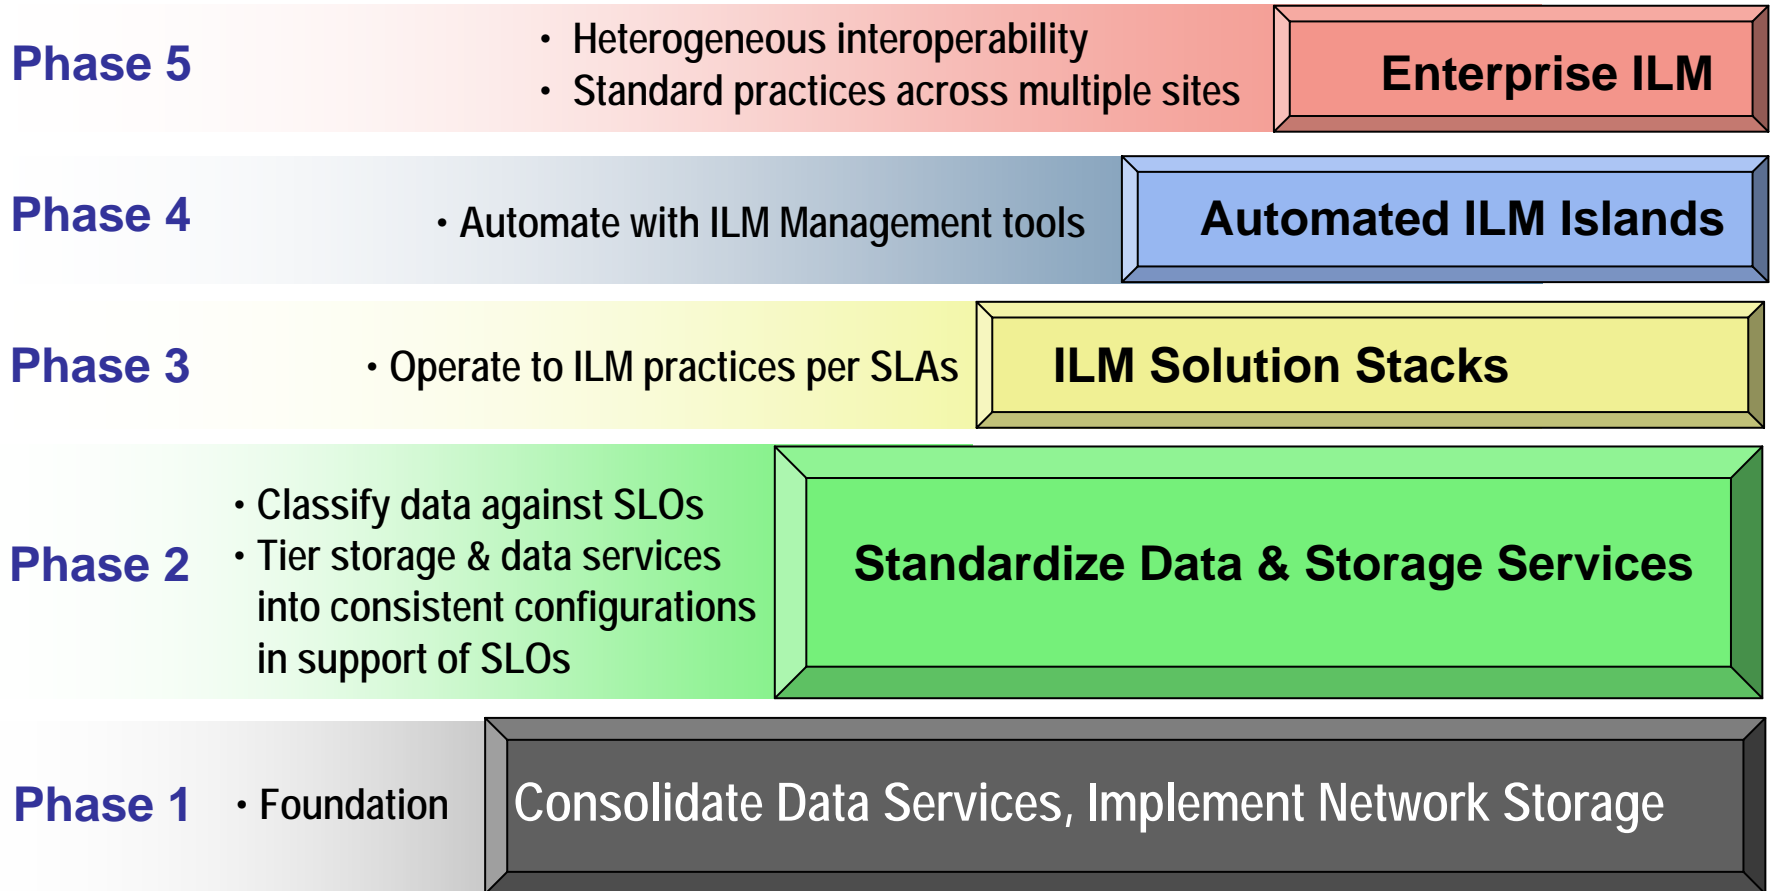 Phase 5
• Heterogeneous interoperability
• Standard practices across multiple sites
Enterprise ILM
Phase 4
• Automate with ILM Management tools
Automated ILM Islands
Phase 3
• Operate to ILM practices per SLAs
ILM Solution Stacks
Phase 2
• Classify data against SLOs
• Tier storage & data services
into consistent configurations
in support of SLOs
Standardize Data & Storage Services
Phase 1
• Foundation
Consolidate Data Services, Implement Network Storage